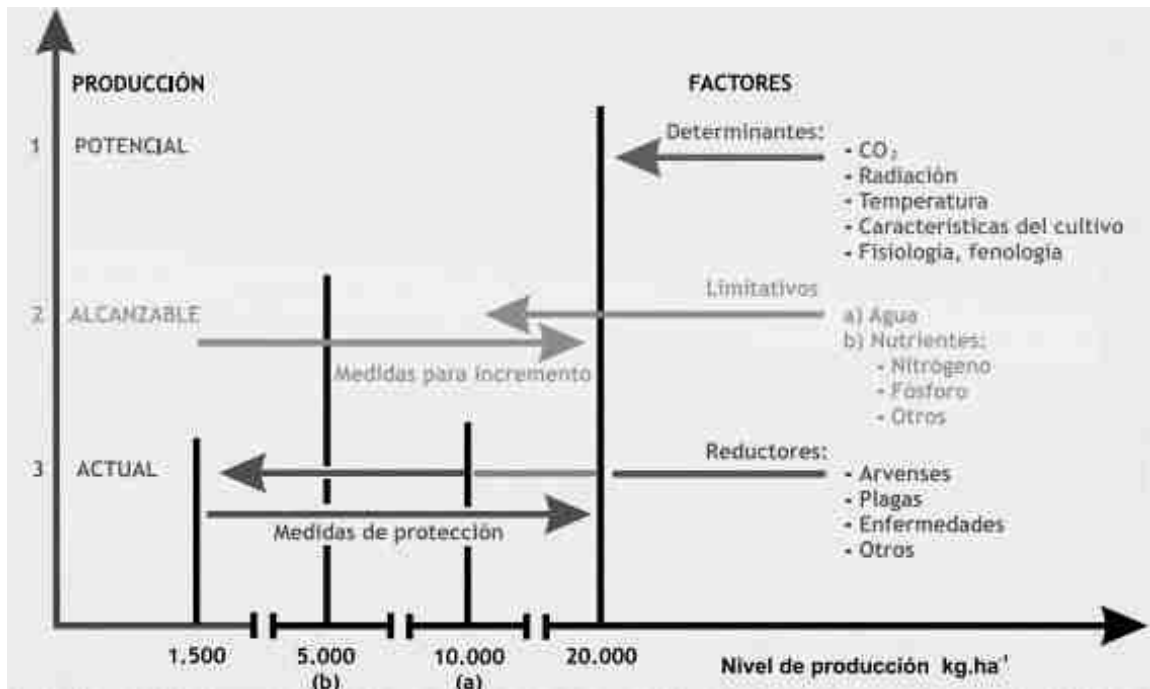 PRODUCCIÓN
FACTORES
1 POTENCIAL
Determinantes:
- CO₂
- Radiación
- Temperatura
- Características del cultivo
- Fisiología, fenología
2 ALCANZABLE
Limitativos
a) Agua
b) Nutrientes:
- Nitrógeno
- Fósforo
- Otros
Medidas para incremento
3 ACTUAL
Reductores:
- Arvenses
- Plagas
- Enfermedades
- Otros
Medidas de protección
1.500 5.000 10.000 20.000
(b) (a)
Nivel de producción kg.ha⁻¹